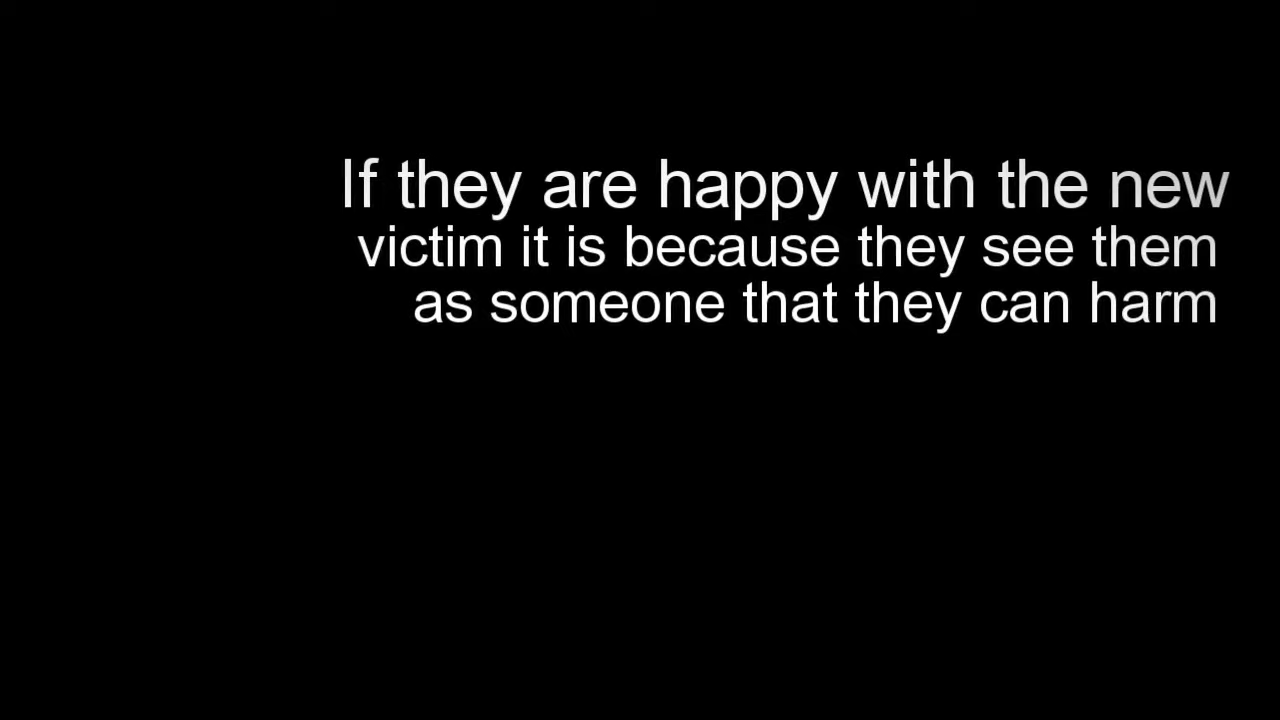 If they are happy with the new
victim it is because they see them
as someone that they can harm